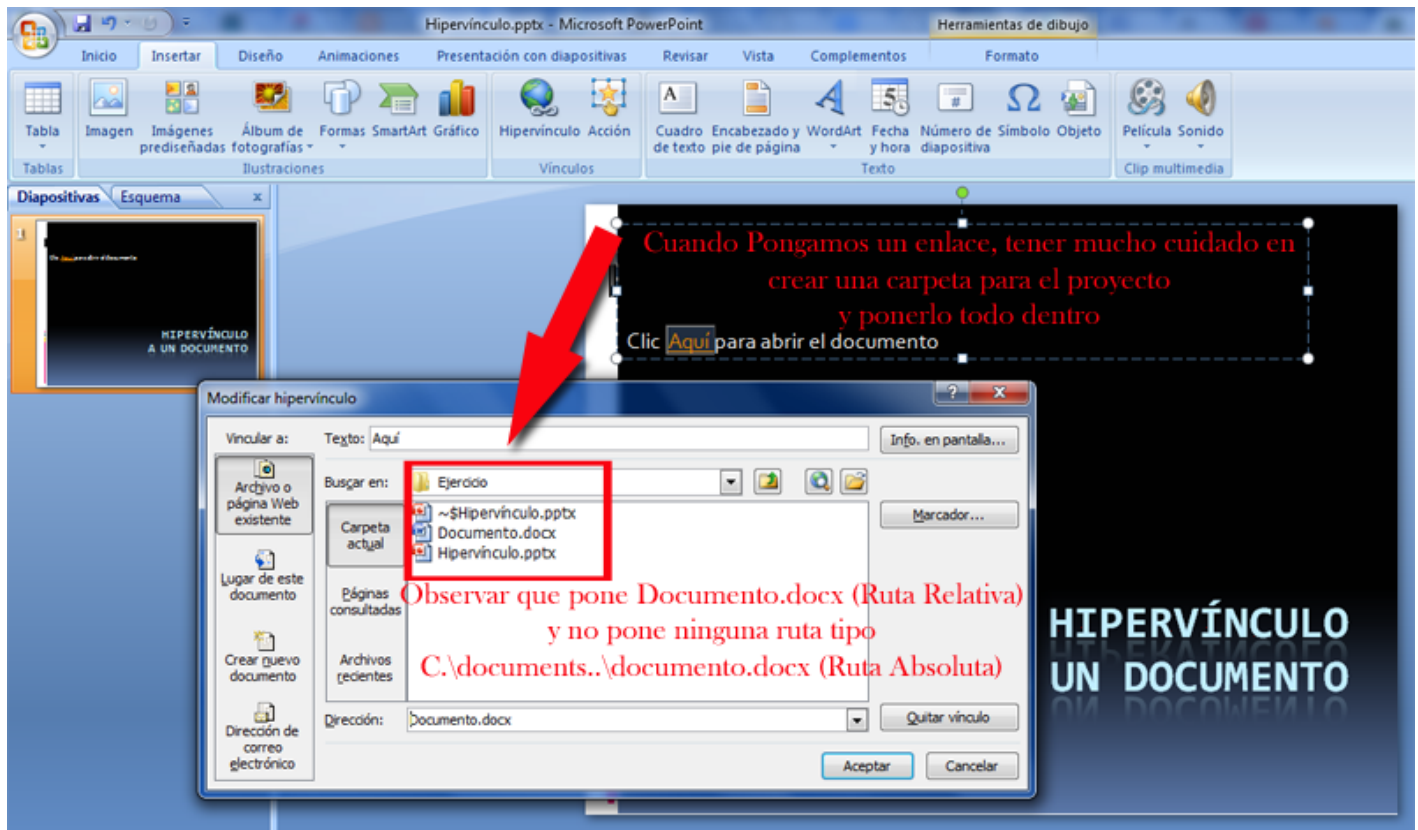 Hipervínculo.pptx - Microsoft PowerPoint
Herramientas de dibujo
Inicio
Insertar
Diseño
Animaciones
Presentación con diapositivas
Revisar
Vista
Complementos
Formato
Tabla
Imagen
Imágenes
prediseñadas
Álbum de
fotografías
Formas
SmartArt
Gráfico
Hipervínculo
Acción
Cuadro
de texto
Encabezado y
pie de página
WordArt
Fecha
y hora
Número de
diapositiva
Símbolo
Objeto
Película
Sonido
Tablas
Ilustraciones
Vínculos
Texto
Clip multimedia
Diapositivas
Esquema
x
1
Clic Aquí para abrir el documento
HIPERVÍNCULO
A UN DOCUMENTO
Cuando Pongamos un enlace, tener mucho cuidado en
crear una carpeta para el proyecto
y ponerlo todo dentro
Clic Aquí para abrir el documento
Modificar hipervínculo
Vincular a:
Texto: Aquí
Info. en pantalla...
Archivo o
página Web
existente
Buscar en:
Ejercicio
Carpeta
actual
~$Hipervínculo.pptx
Documento.docx
Hipervínculo.pptx
Marcador...
Lugar de este
documento
Páginas
consultadas
Observar que pone Documento.docx (Ruta Relativa)
y no pone ninguna ruta tipo
C.\documents..\documento.docx (Ruta Absoluta)
Crear nuevo
documento
Archivos
recientes
Dirección de
correo
electrónico
Dirección:
Documento.docx
Quitar vínculo
Aceptar
Cancelar
HIPERVÍNCULO
UN DOCUMENTO